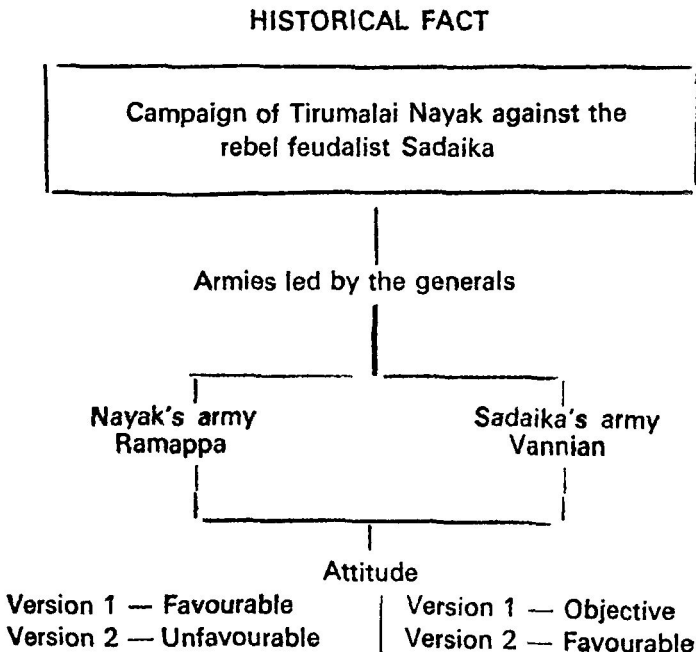 HISTORICAL FACT
Campaign of Tirumalai Nayak against the
rebel feudalist Sadaika
Armies led by the generals
Nayak's army
Ramappa
Sadaika's army
Vannian
Attitude
Version 1 — Favourable
Version 2 — Unfavourable
Version 1 — Objective
Version 2 — Favourable